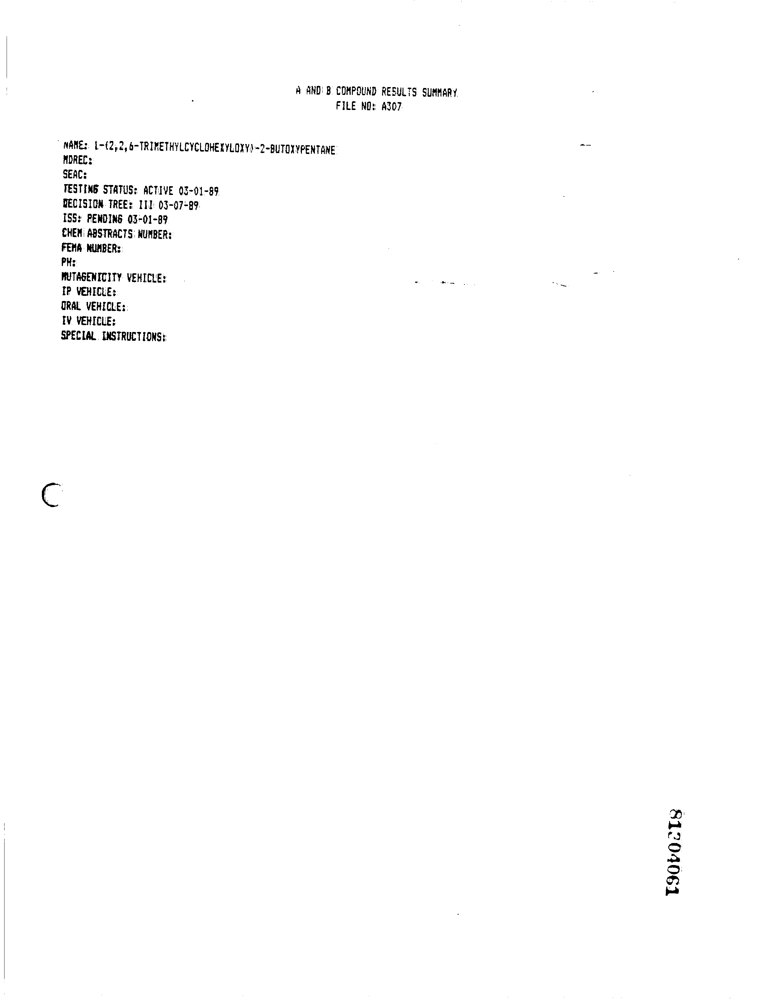 A AND B COMPOUND RESULTS SUMMARY
FILE NO: A307
NAME: 1-(2,2,6-TRIMETHYLCYCLOHEXYLOXY)-2-BUTOXYPENTANE
MDREC:
SEAC:
TESTING STATUS: ACTIVE 03-01-89
DECISION TREE: III 03-07-89
ISS: PENDING 03-01-89
CHEM ABSTRACTS NUMBER:
FEMA NUMBER:
PH:
MUTAGENICITY VEHICLE:
IP VEHICLE:
ORAL VEHICLE:
IV VEHICLE:
SPECIAL INSTRUCTIONS:
81204061